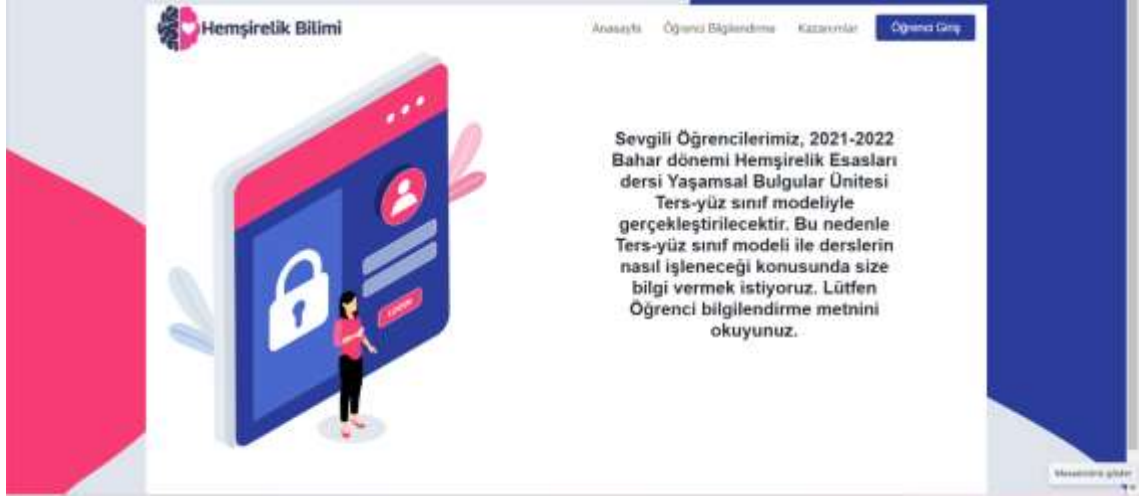 Hemşirelik Bilimi
Anasayfa Öğrenci Bilgilendirme Kazanımlar Öğrenci Giriş
Sevgili Öğrencilerimiz, 2021-2022
Bahar dönemi Hemşirelik Esasları
dersi Yaşamsal Bulgular Ünitesi
Ters-yüz sınıf modeliyle
gerçekleştirilecektir. Bu nedenle
Ters-yüz sınıf modeli ile derslerin
nasıl işleneceği konusunda size
bilgi vermek istiyoruz. Lütfen
Öğrenci bilgilendirme metnini
okuyunuz.